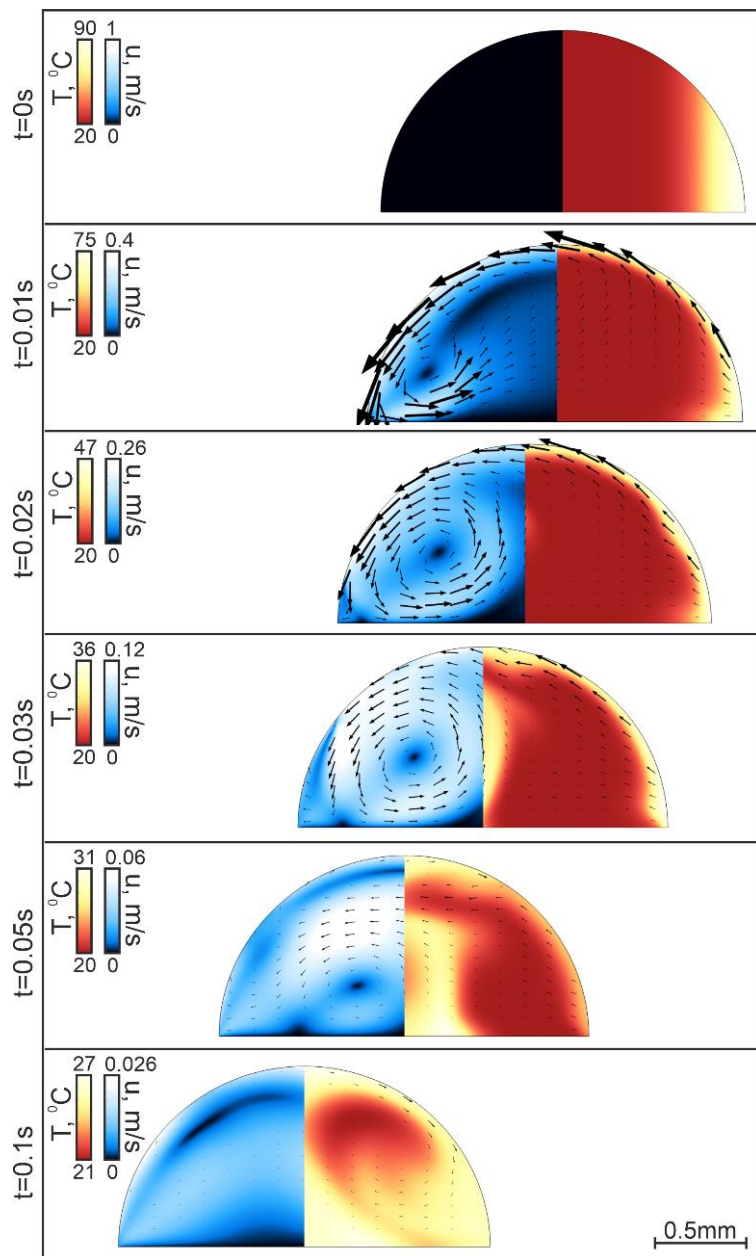 t=0s
90
T, °C
20
1
u, m/s
0
t=0.01s
75
T, °C
20
0.4
u, m/s
0
t=0.02s
47
T, °C
20
0.26
u, m/s
0
t=0.03s
36
T, °C
20
0.12
u, m/s
0
t=0.05s
31
T, °C
20
0.06
u, m/s
0
t=0.1s
27
T, °C
21
0.026
u, m/s
0
0.5mm